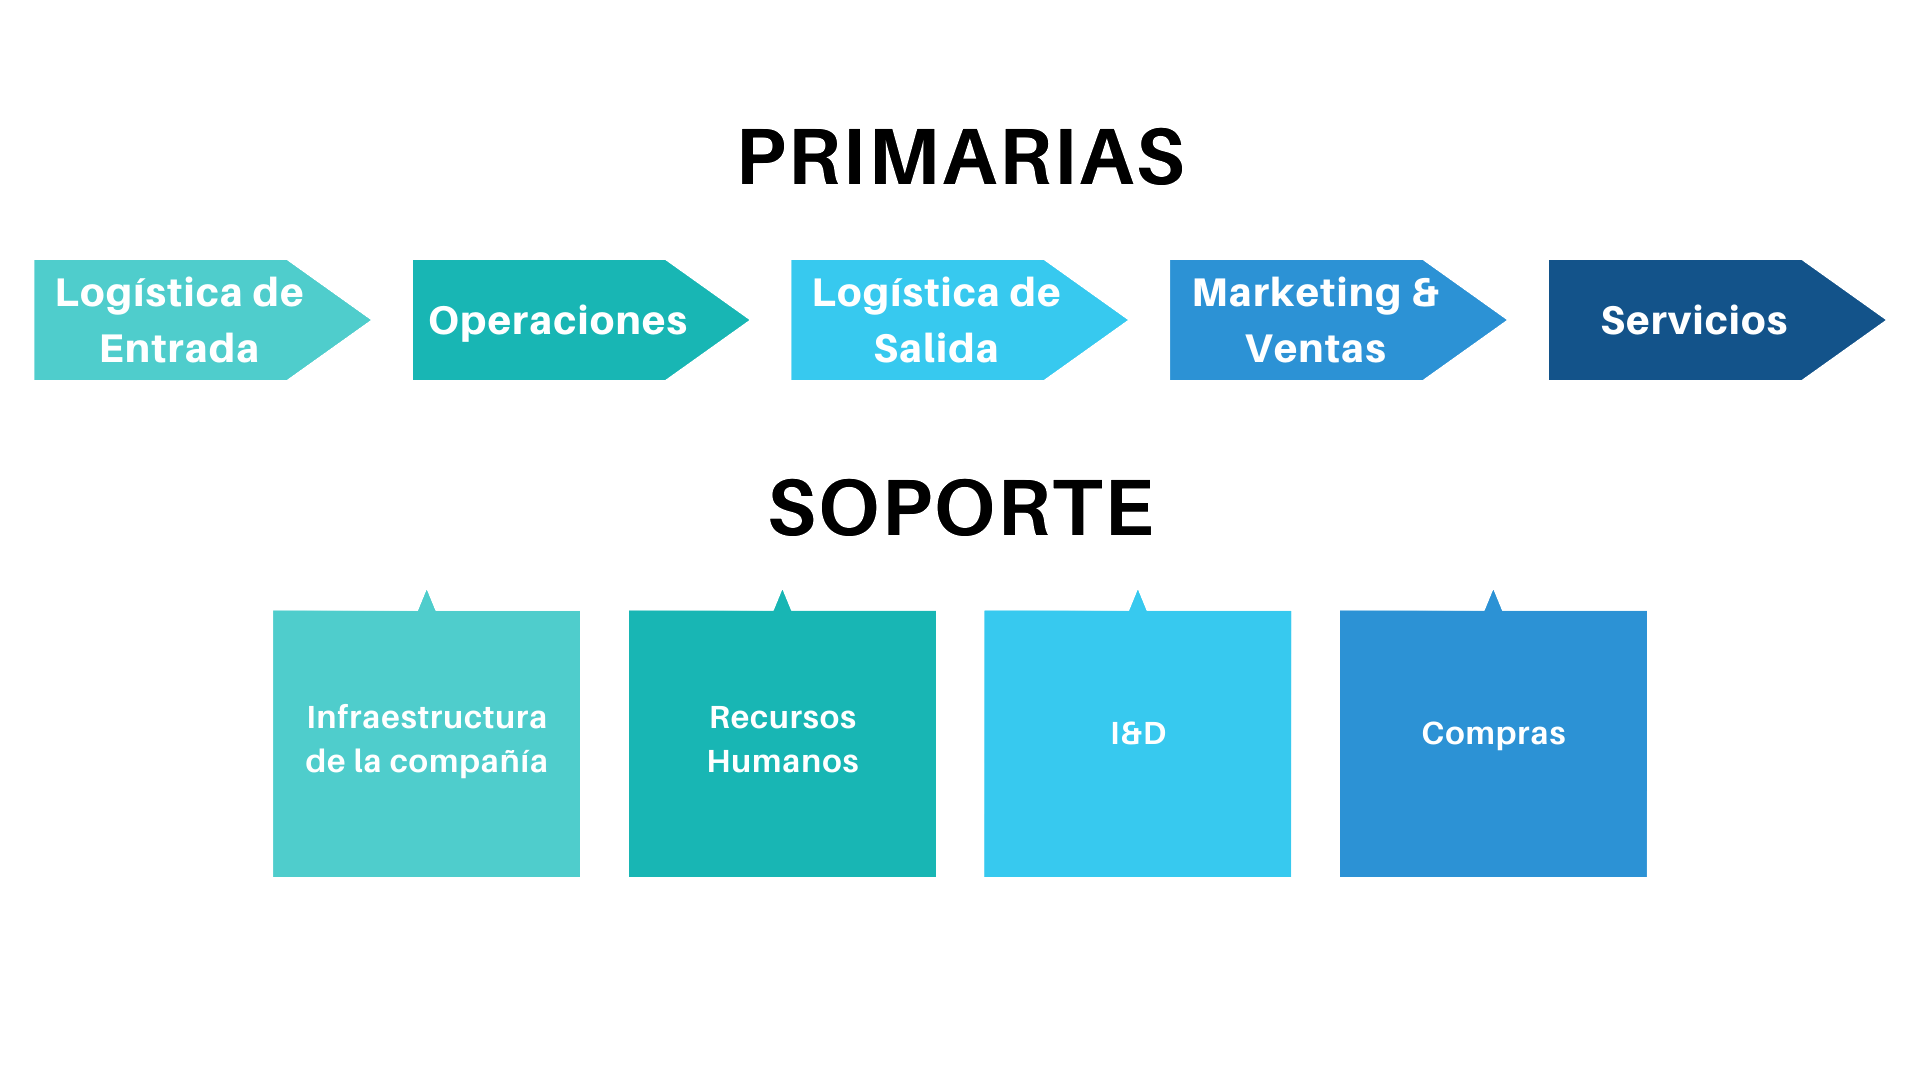 PRIMARIAS
Logística de
Entrada
Operaciones
Logística de
Salida
Marketing &
Ventas
Servicios
SOPORTE
Infraestructura
de la compañía
Recursos
Humanos
I&D
Compras